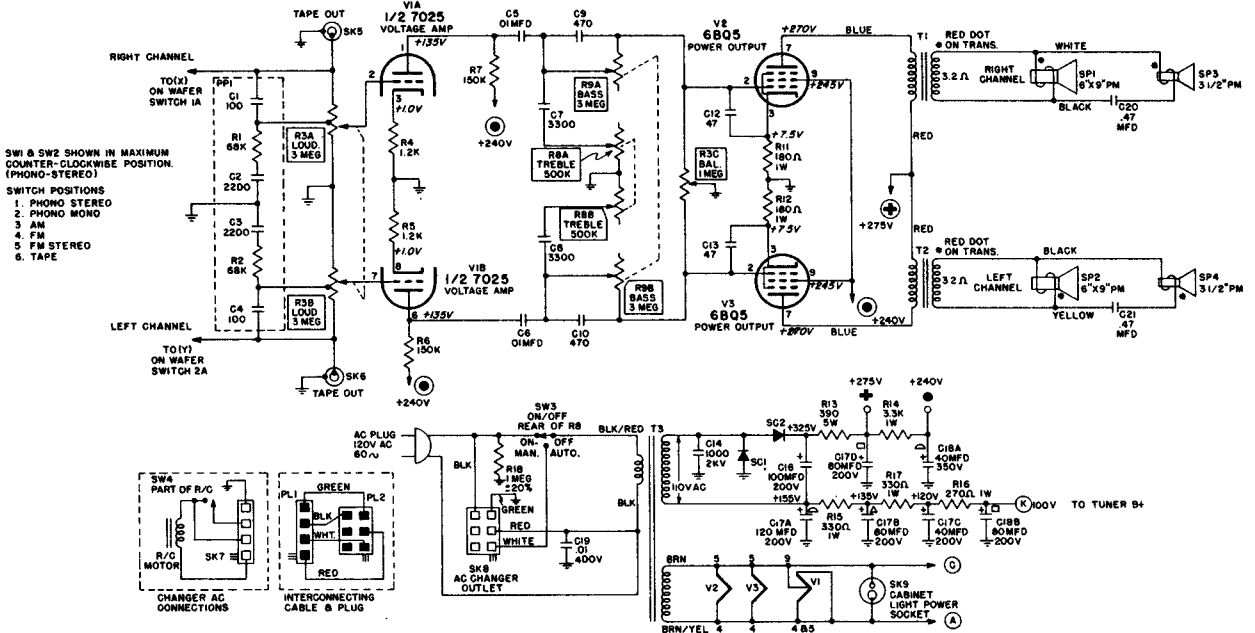 TAPE OUT
SK5
V1A
1/2 7025
VOLTAGE AMP
+135V
C5
.01MFD
C9
470
V2
6BQ5
POWER OUTPUT
+270V
BLUE
T1
RED DOT
ON TRANS.
WHITE
RIGHT CHANNEL
TO(X)
ON WAFER
SWITCH 1A
PP1
C1
100
R1
68K
C2
2200
C3
2200
R2
68K
C4
100
R3A
LOUD.
3 MEG
R3B
LOUD
3 MEG
1
2
3
+1.0V
R4
1.2K
R5
1.2K
+1.0V
8
7
6
+135V
V1B
1/2 7025
VOLTAGE AMP
R7
150K
+240V
C7
3300
R9A
BASS
3 MEG
R8A
TREBLE
500K
R8B
TREBLE
500K
C8
3300
R9B
BASS
3 MEG
R3C
BAL.
1 MEG
C12
47
C13
47
7
2
9
3
+245V
+7.5V
R11
180Ω
1W
R12
180Ω
1W
+7.5V
3
2
9
7
+245V
V3
6BQ5
POWER OUTPUT
+270V
BLUE
+240V
RED
+275V
RED
3.2Ω
RIGHT
CHANNEL
SP1
6"X9"PM
BLACK
C20
.47
MFD
SP3
3 1/2"PM
T2
RED DOT
ON TRANS.
BLACK
3.2Ω
LEFT
CHANNEL
SP2
6"X9"PM
YELLOW
C21
.47
MFD
SP4
3 1/2"PM
SW1 & SW2 SHOWN IN MAXIMUM
COUNTER-CLOCKWISE POSITION.
(PHONO-STEREO)
SWITCH POSITIONS
1. PHONO STEREO
2. PHONO MONO
3 AM
4. FM
5 FM STEREO
6. TAPE
LEFT CHANNEL
TO(Y)
ON WAFER
SWITCH 2A
SK6
TAPE OUT
R6
150K
+240V
C6
.01MFD
C10
470
AC PLUG
120V AC
60~
SW3
ON/OFF
REAR OF R8
ON-
MAN.
OFF
AUTO.
BLK/RED
T3
BLK
R18
1 MEG
±20%
GREEN
RED
WHITE
SK8
AC CHANGER
OUTLET
C19
.01
400V
BLK
110VAC
C14
1000
2KV
SC1
SC2
+325V
C16
100MFD
200V
R13
390
5W
+275V
C17D
80MFD
200V
R14
3.3K
1W
+240V
C18A
40MFD
350V
+155V
C17A
120 MFD
200V
R15
330Ω
1W
+135V
C17B
80MFD
200V
R17
330Ω
1W
+120V
C17C
40MFD
200V
R16
270Ω 1W
C18B
80MFD
200V
K
100V
TO TUNER B+
BRN
5
5
9
V2
V3
V1
4
4
4 & 5
BRN/YEL
SK9
CABINET
LIGHT POWER
SOCKET
C
A
SW4
PART OF R/C
R/C
MOTOR
SK7
CHANGER AC
CONNECTIONS
PL1
GREEN
PL2
BLK
WHT.
RED
INTERCONNECTING
CABLE & PLUG